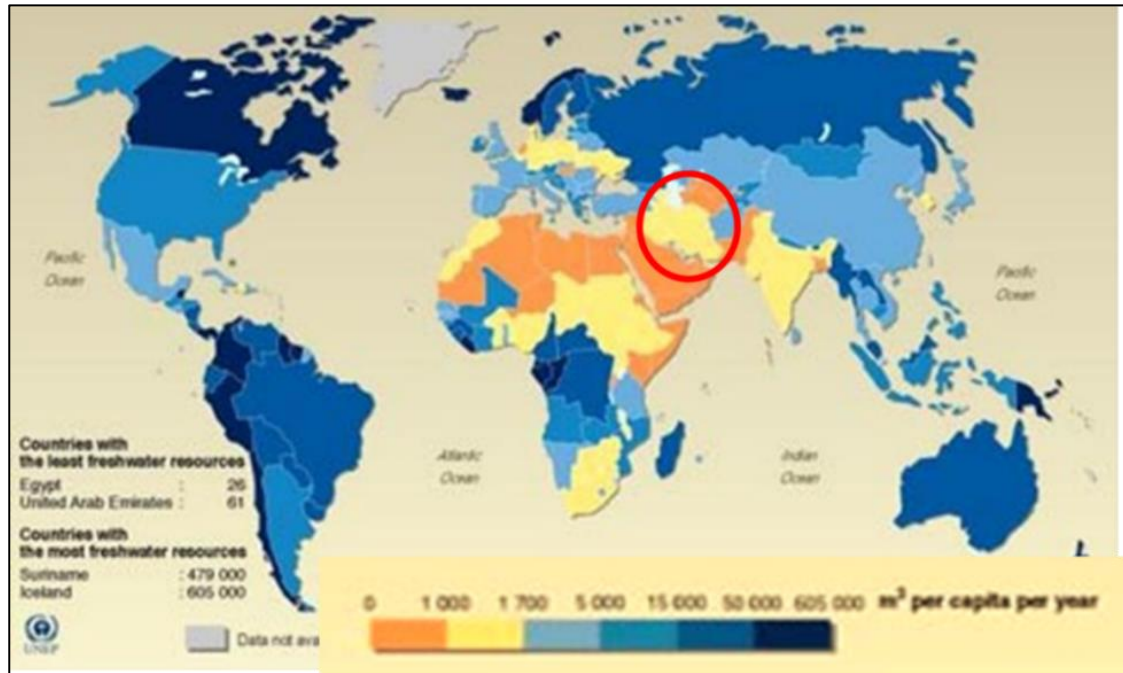 Pacific
Ocean
Pacific
Ocean
Atlantic
Ocean
Indian
Ocean
Countries with
the least freshwater resources
Egypt : 26
United Arab Emirates : 61
Countries with
the most freshwater resources
Suriname : 479 000
Iceland : 605 000
UNEP
Data not ava
0 1 000 1 700 5 000 15 000 50 000 605 000 m³ per capita per year